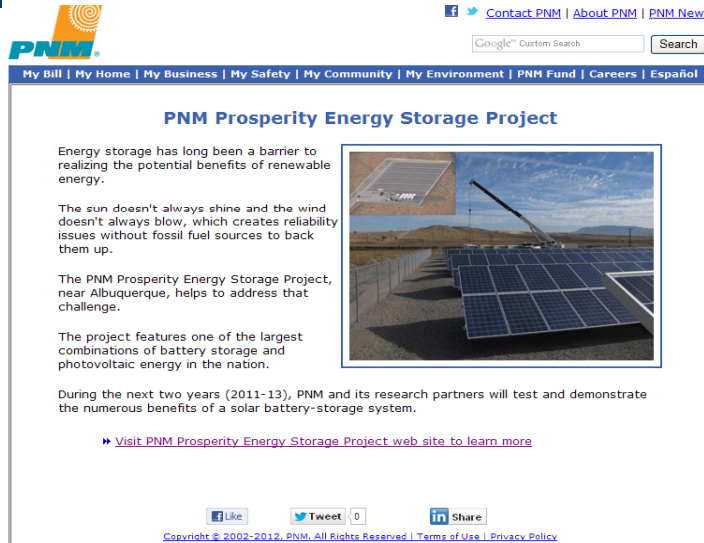 Contact PNM | About PNM | PNM New
PNM
Google™ Custom Search
Search
My Bill | My Home | My Business | My Safety | My Community | My Environment | PNM Fund | Careers | Español
PNM Prosperity Energy Storage Project
Energy storage has long been a barrier to
realizing the potential benefits of renewable
energy.
The sun doesn't always shine and the wind
doesn't always blow, which creates reliability
issues without fossil fuel sources to back
them up.
The PNM Prosperity Energy Storage Project,
near Albuquerque, helps to address that
challenge.
The project features one of the largest
combinations of battery storage and
photovoltaic energy in the nation.
During the next two years (2011-13), PNM and its research partners will test and demonstrate
the numerous benefits of a solar battery-storage system.
Visit PNM Prosperity Energy Storage Project web site to learn more
Like
Tweet 0
in Share
Copyright © 2002-2012, PNM. All Rights Reserved | Terms of Use | Privacy Policy